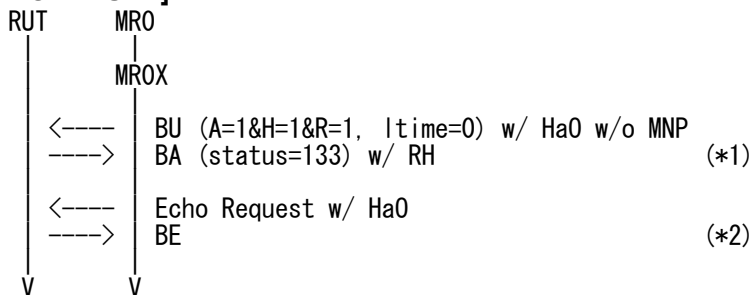 RUT MR0
MR0X
<---- BU (A=1&H=1&R=1, ltime=0) w/ HaO w/o MNP
----> BA (status=133) w/ RH (*1)
<---- Echo Request w/ HaO
----> BE (*2)
V V